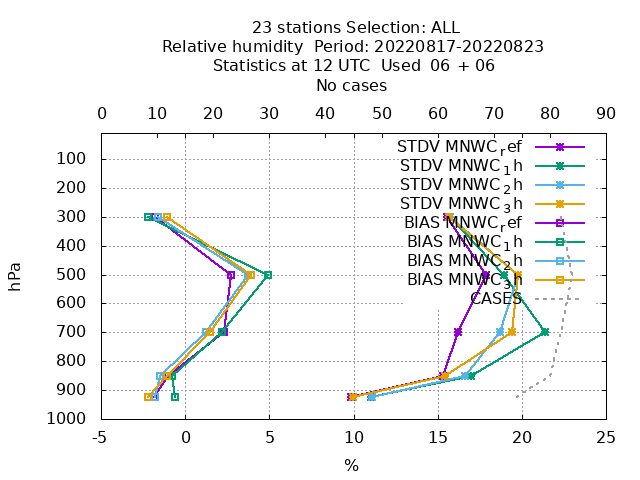 23 stations Selection: ALL
Relative humidity Period: 20220817-20220823
Statistics at 12 UTC Used 06 + 06
No cases
0 10 20 30 40 50 60 70 80 90
STDV MNWC_ref
STDV MNWC_1h
STDV MNWC_2h
STDV MNWC_3h
BIAS MNWC_ref
BIAS MNWC_1h
BIAS MNWC_2h
BIAS MNWC_3h
CASES
100
200
300
400
500
600
700
800
900
1000
hPa
-5 0 5 10 15 20 25
%